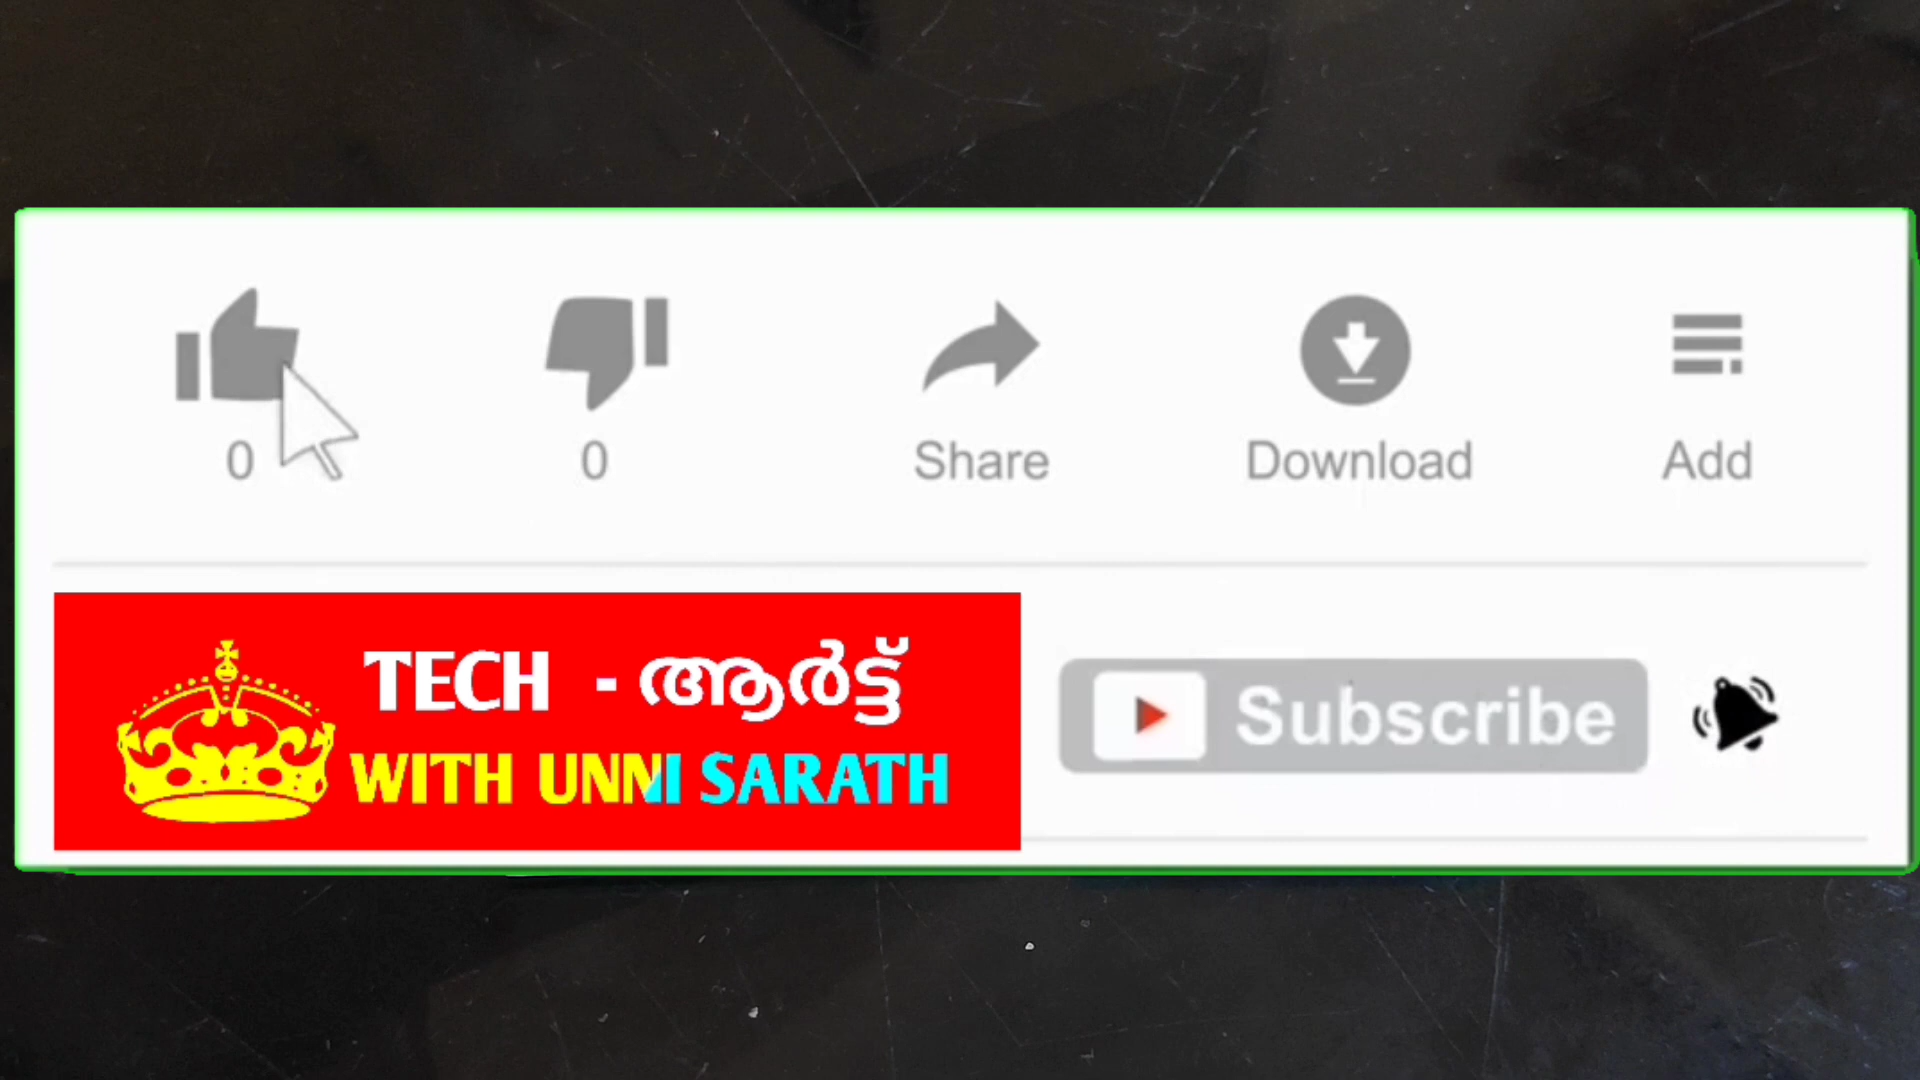 0 0 Share Download Add
TECH - ആർട്ട്
WITH UNNI SARATH
Subscribe